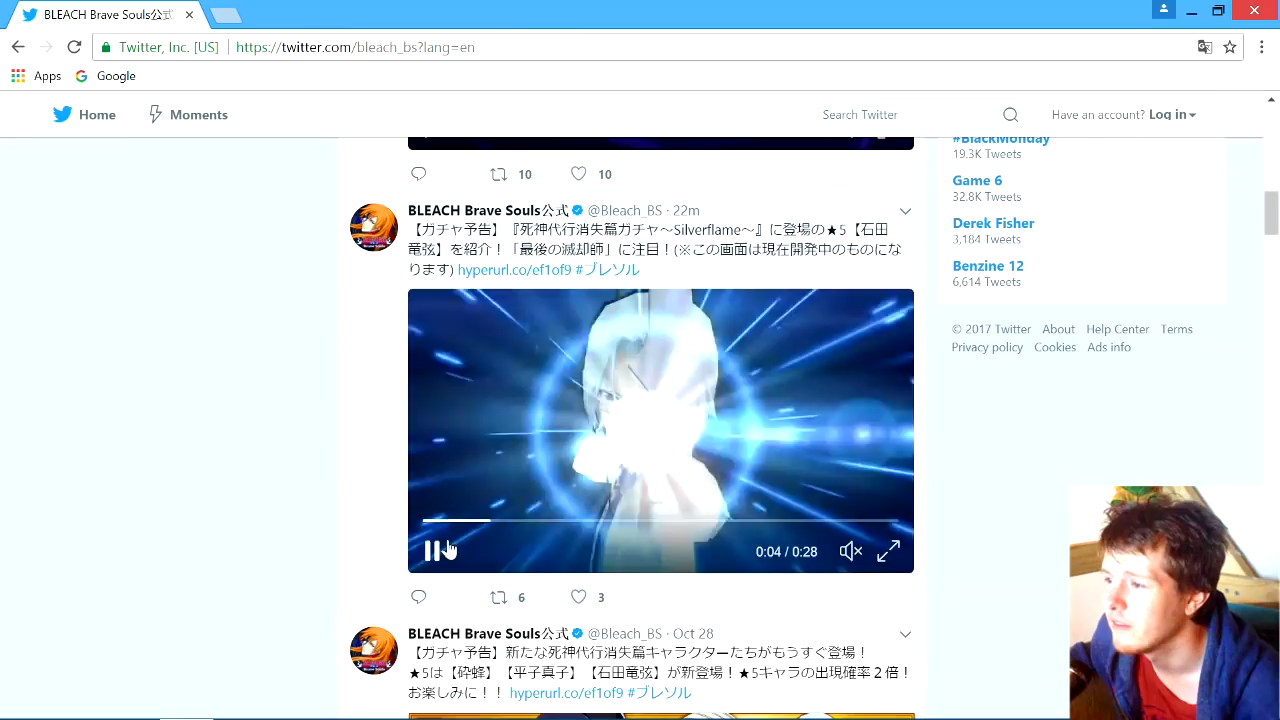 BLEACH Brave Souls公式
Twitter, Inc. [US] https://twitter.com/bleach_bs?lang=en
Apps Google
Home Moments Search Twitter Have an account? Log in
#BlackMonday
19.3K Tweets
10 10
Game 6
32.8K Tweets
BLEACH Brave Souls公式 @Bleach_BS · 22m
【ガチャ予告】『死神代行消失篇ガチャ～Silverflame～』に登場の★5【石田
竜弦】を紹介！「最後の滅却師」に注目！(※この画面は現在開発中のものにな
ります) hyperurl.co/ef1of9 #ブレソル
Derek Fisher
3,184 Tweets
Benzine 12
6,614 Tweets
© 2017 Twitter About Help Center Terms
Privacy policy Cookies Ads info
0:04 / 0:28
6 3
BLEACH Brave Souls公式 @Bleach_BS · Oct 28
【ガチャ予告】新たな死神代行消失篇キャラクターたちがもうすぐ登場！
★5は【砕蜂】【平子真子】【石田竜弦】が新登場！★5キャラの出現確率２倍！
お楽しみに！！ hyperurl.co/ef1of9 #ブレソル